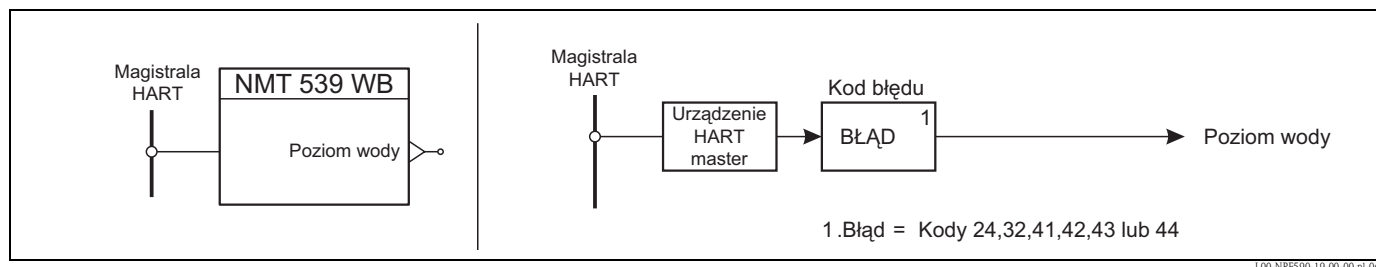 Magistrala
HART
NMT 539 WB
Poziom wody
Magistrala
HART
Urządzenie
HART
master
Kod błędu
BŁĄD 1
Poziom wody
1.Błąd = Kody 24,32,41,42,43 lub 44